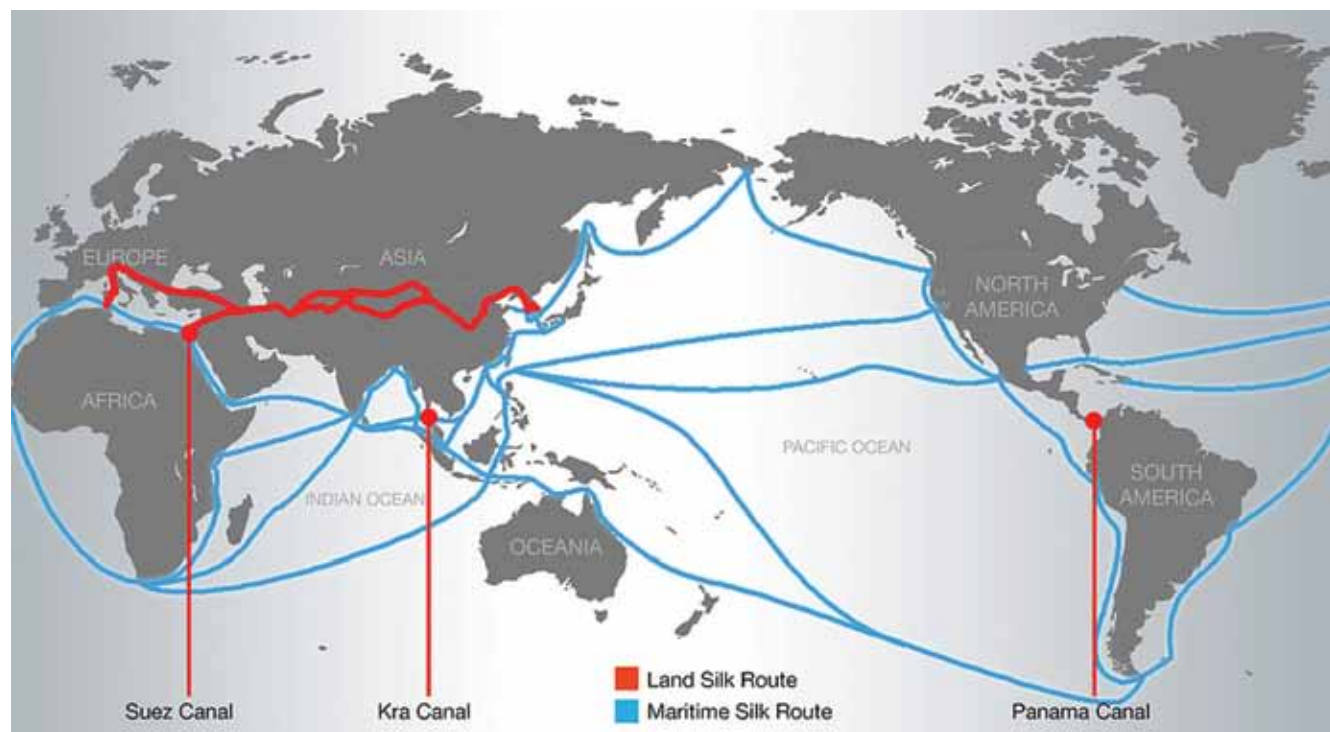 EUROPE
ASIA
NORTH
AMERICA
AFRICA
PACIFIC OCEAN
SOUTH
AMERICA
INDIAN OCEAN
OCEANIA
Land Silk Route
Maritime Silk Route
Suez Canal
Kra Canal
Panama Canal